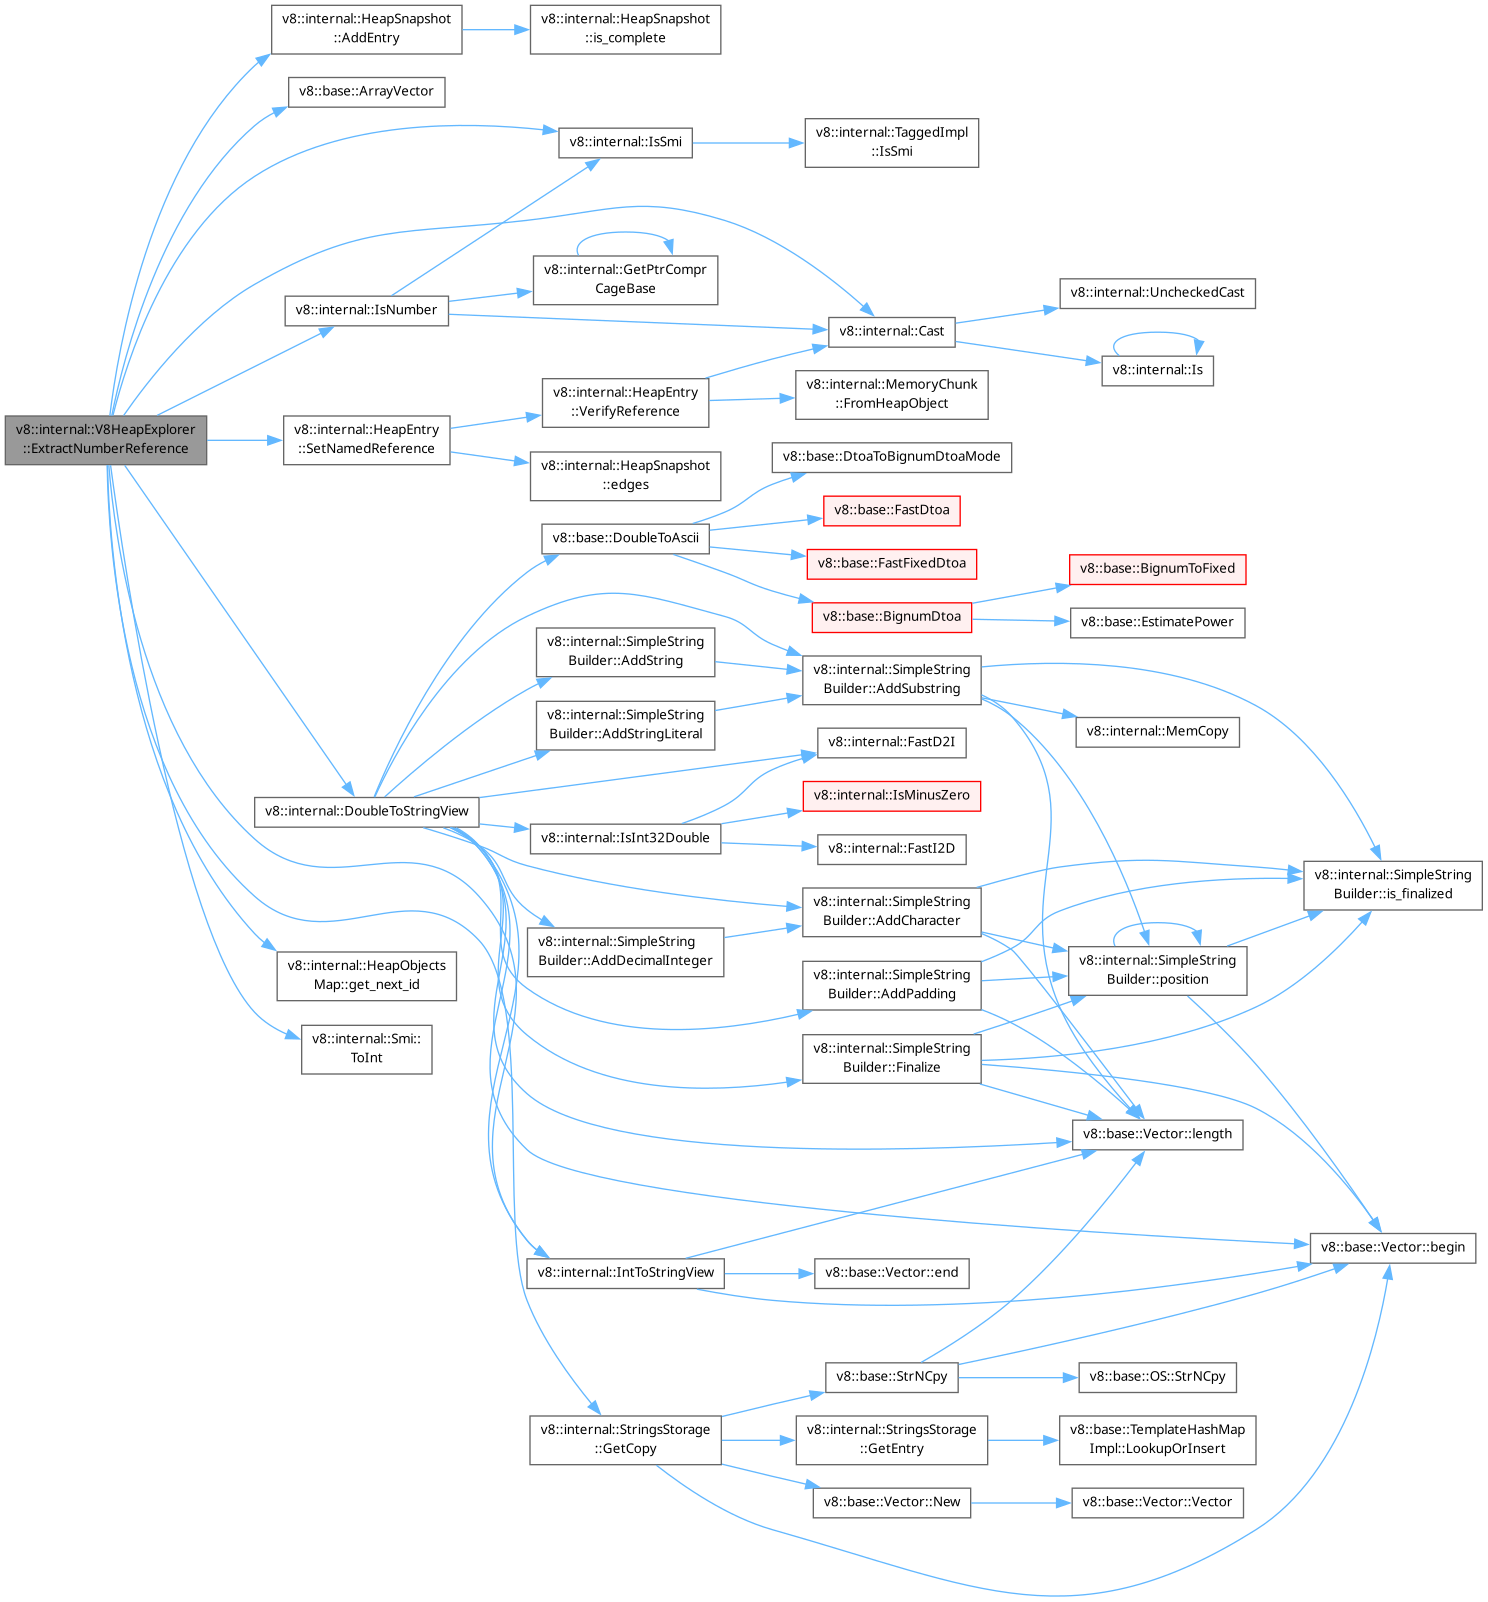 v8::internal::HeapSnapshot
::AddEntry
v8::internal::HeapSnapshot
::is_complete
v8::base::ArrayVector
v8::internal::IsSmi
v8::internal::TaggedImpl
::IsSmi
v8::internal::GetPtrCompr
CageBase
v8::internal::UncheckedCast
v8::internal::IsNumber
v8::internal::Cast
v8::internal::Is
v8::internal::HeapEntry
::VerifyReference
v8::internal::MemoryChunk
::FromHeapObject
v8::internal::V8HeapExplorer
::ExtractNumberReference
v8::internal::HeapEntry
::SetNamedReference
v8::internal::HeapSnapshot
::edges
v8::base::DtoaToBignumDtoaMode
v8::base::FastDtoa
v8::base::DoubleToAscii
v8::base::FastFixedDtoa
v8::base::BignumToFixed
v8::base::BignumDtoa
v8::base::EstimatePower
v8::internal::SimpleString
Builder::AddString
v8::internal::SimpleString
Builder::AddSubstring
v8::internal::SimpleString
Builder::AddStringLiteral
v8::internal::MemCopy
v8::internal::FastD2I
v8::internal::IsMinusZero
v8::internal::DoubleToStringView
v8::internal::IsInt32Double
v8::internal::FastI2D
v8::internal::SimpleString
Builder::is_finalized
v8::internal::SimpleString
Builder::AddCharacter
v8::internal::SimpleString
Builder::AddDecimalInteger
v8::internal::SimpleString
Builder::position
v8::internal::HeapObjects
Map::get_next_id
v8::internal::SimpleString
Builder::AddPadding
v8::internal::Smi::
ToInt
v8::internal::SimpleString
Builder::Finalize
v8::base::Vector::length
v8::base::Vector::begin
v8::internal::IntToStringView
v8::base::Vector::end
v8::base::StrNCpy
v8::base::OS::StrNCpy
v8::internal::StringsStorage
::GetCopy
v8::internal::StringsStorage
::GetEntry
v8::base::TemplateHashMap
Impl::LookupOrInsert
v8::base::Vector::New
v8::base::Vector::Vector